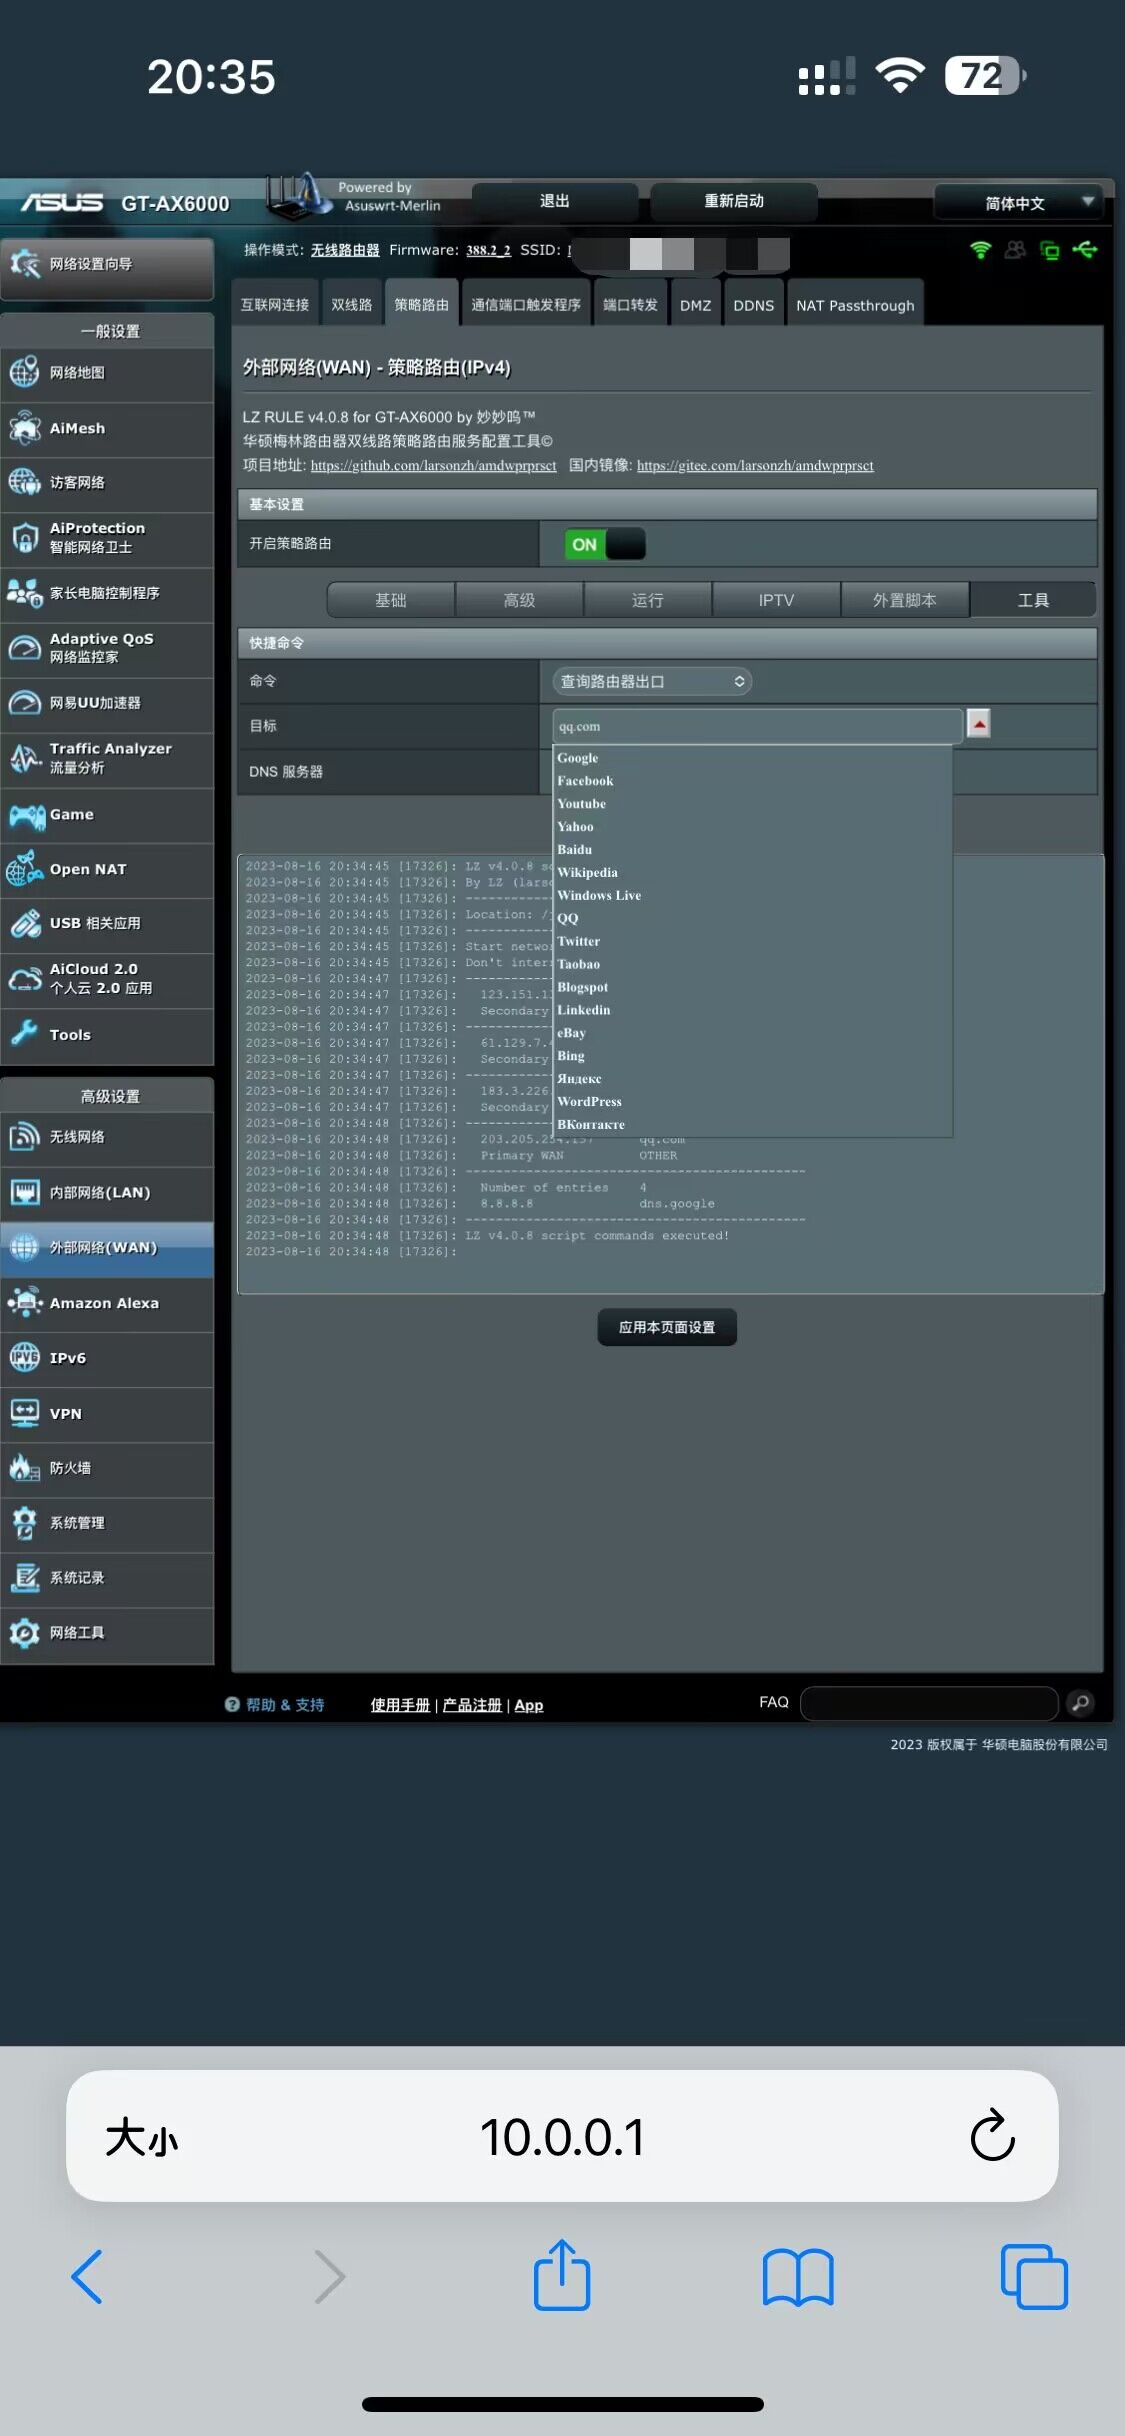 20:35
72
ASUS GT-AX6000
Powered by
Asuswrt-Merlin
退出
重新启动
简体中文
网络设置向导
操作模式: 无线路由器 Firmware: 388.2_2 SSID:
互联网连接
双线路
策略路由
通信端口触发程序
端口转发
DMZ
DDNS
NAT Passthrough
一般设置
网络地图
AiMesh
访客网络
AiProtection
智能网络卫士
家长电脑控制程序
Adaptive QoS
网络监控家
网易UU加速器
Traffic Analyzer
流量分析
Game
Open NAT
USB 相关应用
AiCloud 2.0
个人云 2.0 应用
Tools
高级设置
无线网络
内部网络(LAN)
外部网络(WAN)
Amazon Alexa
IPv6
VPN
防火墙
系统管理
系统记录
网络工具
外部网络(WAN) - 策略路由(IPv4)
LZ RULE v4.0.8 for GT-AX6000 by 妙妙呜™
华硕梅林路由器双线路策略路由服务配置工具©
项目地址: https://github.com/larsonzh/amdwprprsct 国内镜像: https://gitee.com/larsonzh/amdwprprsct
基本设置
开启策略路由
ON
基础
高级
运行
IPTV
外置脚本
工具
快捷命令
命令
查询路由器出口
目标
qq.com
DNS 服务器
Google
Facebook
Youtube
Yahoo
Baidu
Wikipedia
Windows Live
QQ
Twitter
Taobao
Blogspot
Linkedin
eBay
Bing
Яндекс
WordPress
ВКонтакте
2023-08-16 20:34:45 [17326]: LZ v4.0.8
2023-08-16 20:34:45 [17326]: By LZ
2023-08-16 20:34:45 [17326]: -----------
2023-08-16 20:34:45 [17326]: Location:
2023-08-16 20:34:45 [17326]: -----------
2023-08-16 20:34:45 [17326]: Start
2023-08-16 20:34:45 [17326]: Don't
2023-08-16 20:34:47 [17326]: -----------
2023-08-16 20:34:47 [17326]: 123.151.1
2023-08-16 20:34:47 [17326]: Secondary
2023-08-16 20:34:47 [17326]: -----------
2023-08-16 20:34:47 [17326]: 61.129.7.
2023-08-16 20:34:47 [17326]: Secondary
2023-08-16 20:34:47 [17326]: -----------
2023-08-16 20:34:47 [17326]: 183.3.226
2023-08-16 20:34:47 [17326]: Secondary
2023-08-16 20:34:48 [17326]: -----------
2023-08-16 20:34:48 [17326]: 203.205.254.157 qq.com
2023-08-16 20:34:48 [17326]: Primary WAN OTHER
2023-08-16 20:34:48 [17326]: ---------------------------------------------
2023-08-16 20:34:48 [17326]: Number of entries 4
2023-08-16 20:34:48 [17326]: 8.8.8.8 dns.google
2023-08-16 20:34:48 [17326]: ---------------------------------------------
2023-08-16 20:34:48 [17326]: LZ v4.0.8 script commands executed!
2023-08-16 20:34:48 [17326]:
应用本页面设置
帮助 & 支持
使用手册 | 产品注册 | App
FAQ
2023 版权属于 华硕电脑股份有限公司
大小
10.0.0.1